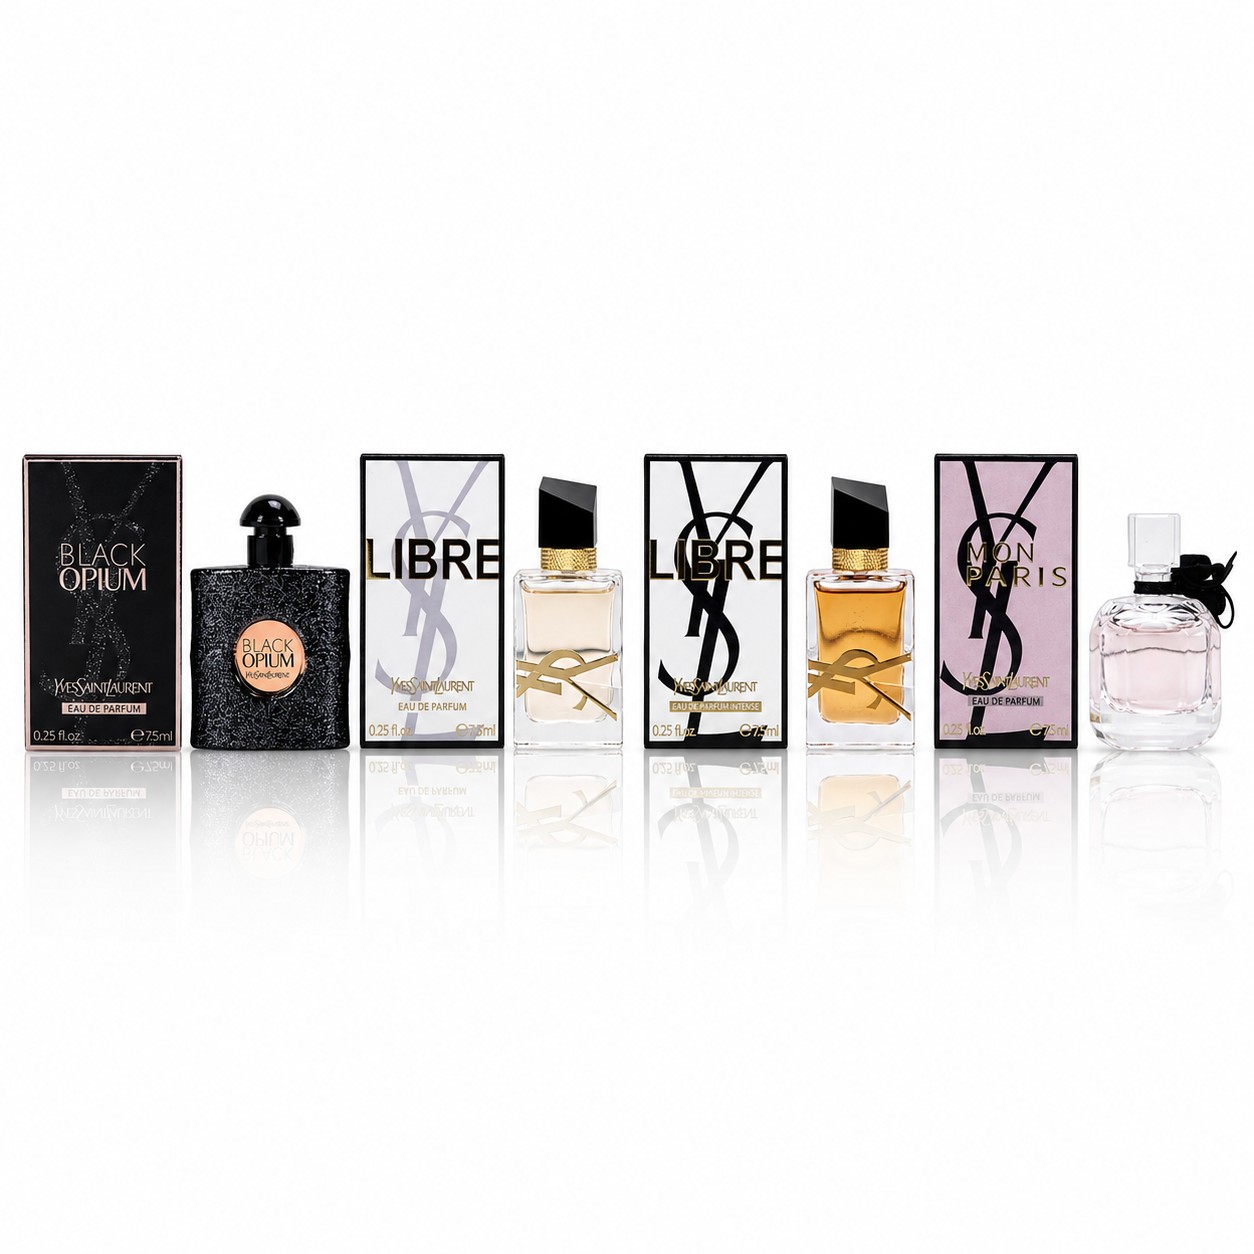 BLACK
OPIUM
YVESSAINTLAURENT
EAU DE PARFUM
0.25 fl.oz ℮7.5ml
BLACK
OPIUM
YVESSAINTLAURENT
LIBRE
YVESSAINTLAURENT
EAU DE PARFUM
0.25 fl.oz ℮7.5ml
LIBRE
YVESSAINTLAURENT
EAU DE PARFUM INTENSE
0.25 fl.oz ℮7.5ml
MON
PARIS
YVESSAINTLAURENT
EAU DE PARFUM
0.25 fl.oz ℮7.5ml